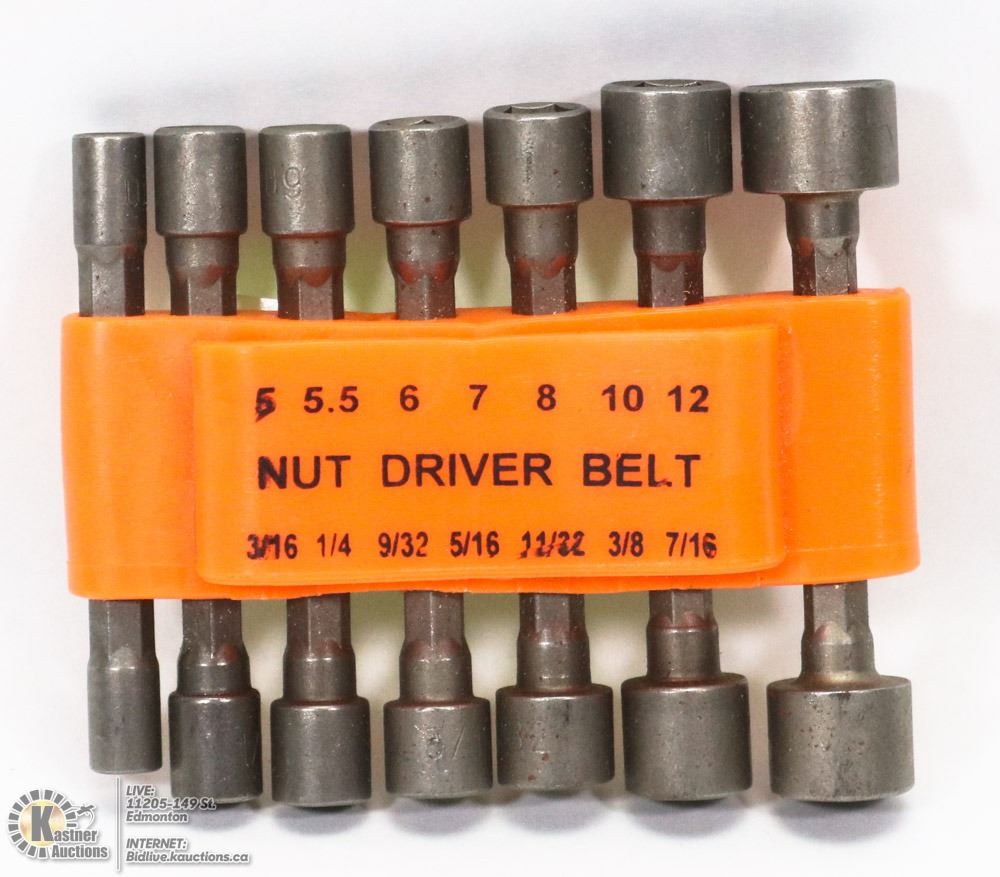 5 5.5 6 7 8 10 12
NUT DRIVER BELT
3/16 1/4 9/32 5/16 11/32 3/8 7/16
Kastner
Auctions
LIVE:
11205-149 St.
Edmonton
INTERNET:
Bidlive.kauctions.ca